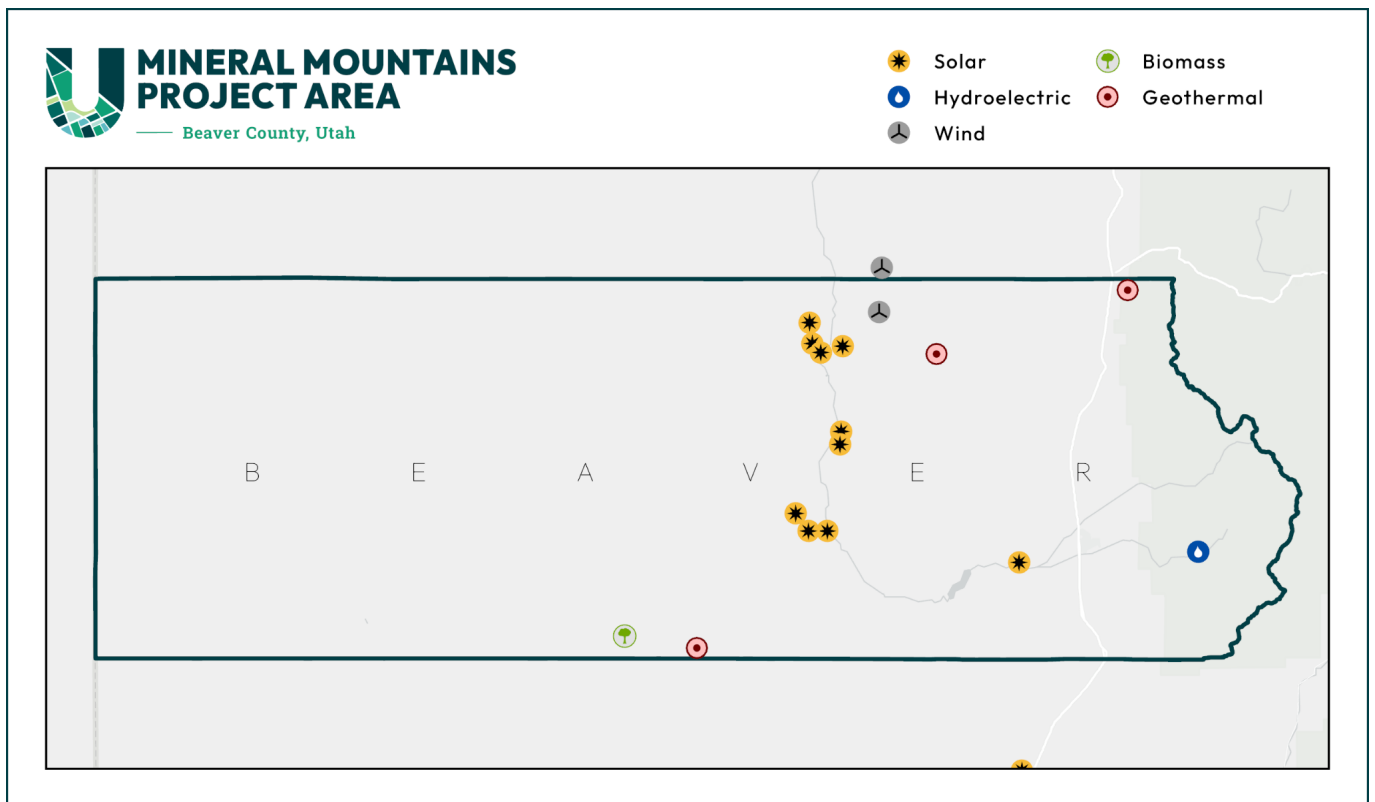 MINERAL MOUNTAINS
PROJECT AREA
Beaver County, Utah
Solar
Hydroelectric
Wind
Biomass
Geothermal
B E A V E R